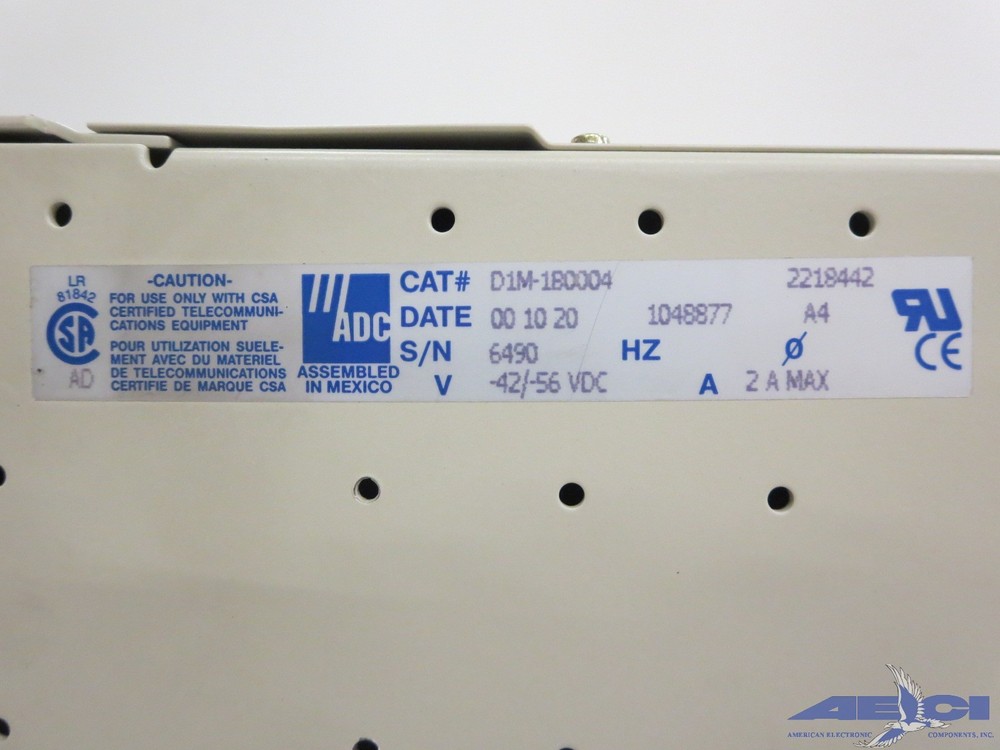 LR
81842
SA
AD
-CAUTION-
FOR USE ONLY WITH CSA
CERTIFIED TELECOMMUNI-
CATIONS EQUIPMENT
POUR UTILIZATION SUELE-
MENT AVEC DU MATERIEL
DE TELECOMMUNICATIONS
CERTIFIE DE MARQUE CSA
ADC
ASSEMBLED
IN MEXICO
CAT# D1M-1B0004 2218442
DATE 00 10 20 1048877 A4
S/N 6490 HZ Ø
V -42/-56 VDC A 2 A MAX
RU
CE
AECI
AMERICAN ELECTRONIC COMPONENTS, INC.